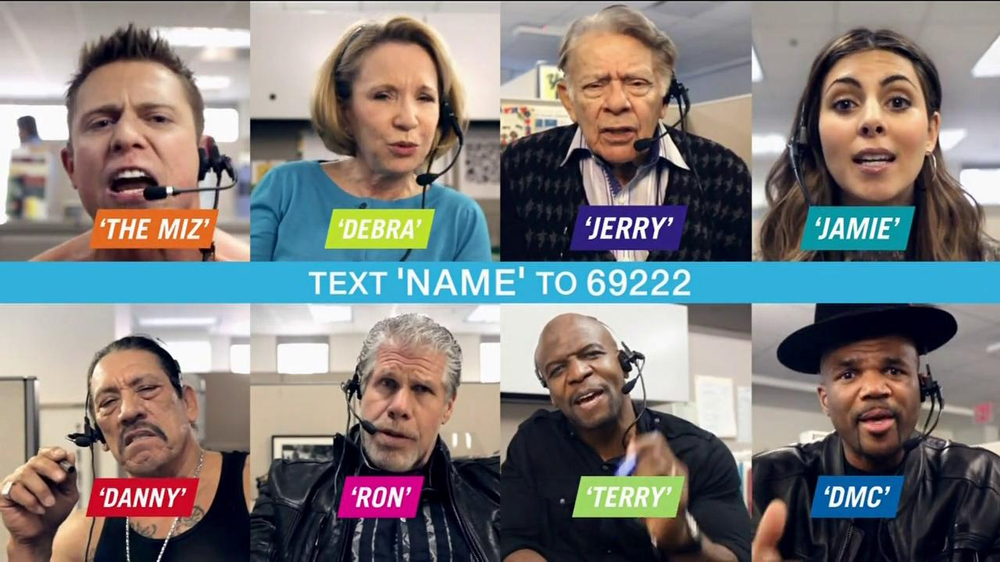 'THE MIZ'
'DEBRA'
'JERRY'
'JAMIE'
TEXT 'NAME' TO 69222
'DANNY'
'RON'
'TERRY'
'DMC'